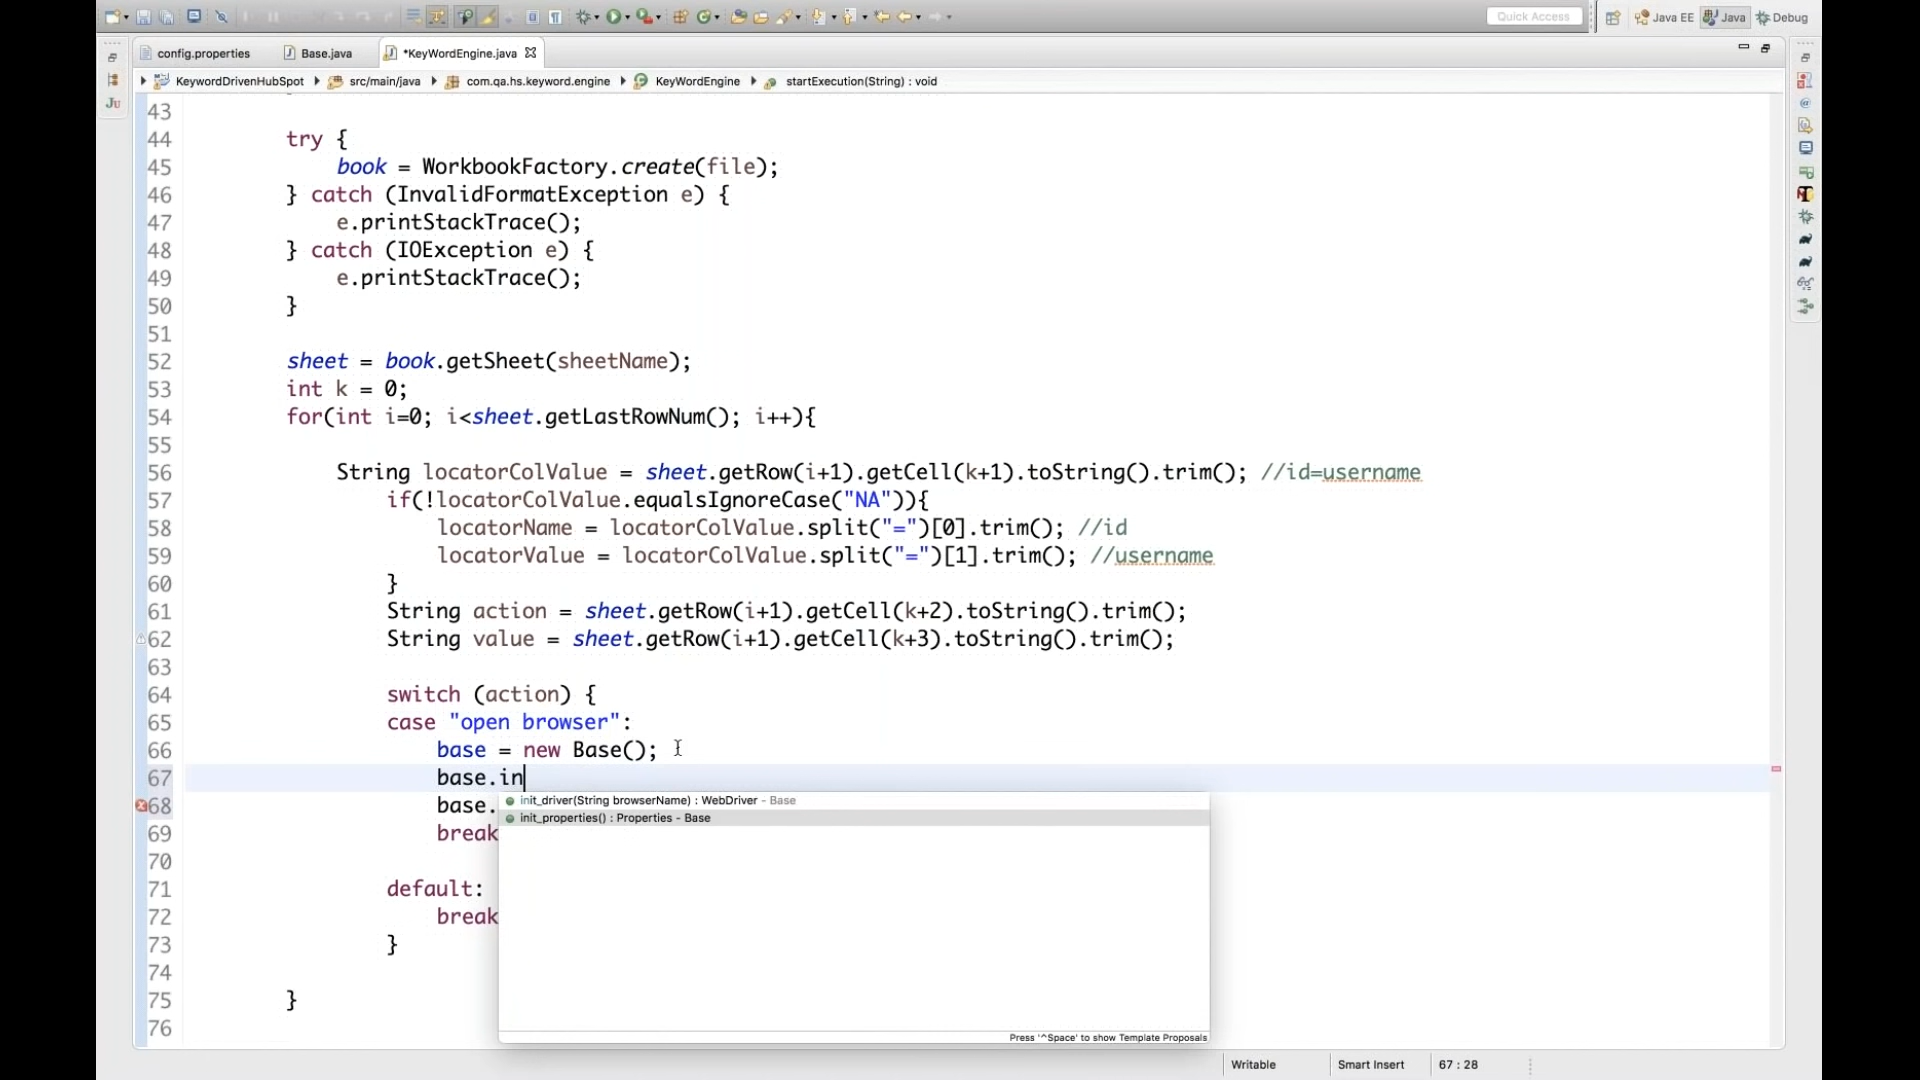 Quick Access
Java EE
Java
Debug
config.properties
Base.java
*KeyWordEngine.java
KeywordDrivenHubSpot
src/main/java
com.qa.hs.keyword.engine
KeyWordEngine
startExecution(String) : void
Ju
43
44 try {
45 book = WorkbookFactory.create(file);
46 } catch (InvalidFormatException e) {
47 e.printStackTrace();
48 } catch (IOException e) {
49 e.printStackTrace();
50 }
51
52 sheet = book.getSheet(sheetName);
53 int k = 0;
54 for(int i=0; i<sheet.getLastRowNum(); i++){
55
56 String locatorColValue = sheet.getRow(i+1).getCell(k+1).toString().trim(); //id=username
57 if(!locatorColValue.equalsIgnoreCase("NA")){
58 locatorName = locatorColValue.split("=")[0].trim(); //id
59 locatorValue = locatorColValue.split("=")[1].trim(); //username
60 }
61 String action = sheet.getRow(i+1).getCell(k+2).toString().trim();
62 String value = sheet.getRow(i+1).getCell(k+3).toString().trim();
63
64 switch (action) {
65 case "open browser":
66 base = new Base();
67 base.in
68 base.
init_driver(String browserName) : WebDriver - Base
init_properties() : Properties - Base
69 break
70
71 default:
72 break
73 }
74
75 }
76
Press '^Space' to show Template Proposals
Writable
Smart Insert
67 : 28